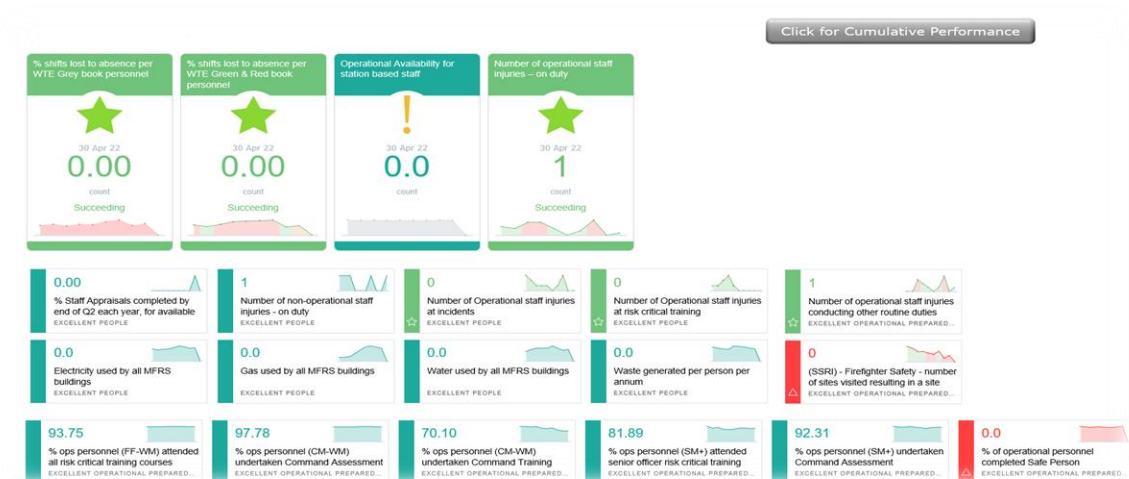 Click for Cumulative Performance
% shifts lost to absence per
WTE Grey book personnel
30 Apr 22
0.00
count
Succeeding
% shifts lost to absence per
WTE Green & Red book
personnel
30 Apr 22
0.00
count
Succeeding
Operational Availability for
station based staff
30 Apr 22
0.0
count
Number of operational staff
injuries – on duty
30 Apr 22
1
count
Succeeding
0.00
% Staff Appraisals completed by
end of Q2 each year, for available
EXCELLENT PEOPLE
1
Number of non-operational staff
injuries - on duty
EXCELLENT PEOPLE
0
Number of Operational staff injuries
at incidents
EXCELLENT PEOPLE
0
Number of Operational staff injuries
at risk critical training
EXCELLENT PEOPLE
1
Number of operational staff injuries
conducting other routine duties
EXCELLENT OPERATIONAL PREPARED...
0.0
Electricity used by all MFRS
buildings
EXCELLENT PEOPLE
0.0
Gas used by all MFRS buildings
EXCELLENT PEOPLE
0.0
Water used by all MFRS buildings
EXCELLENT PEOPLE
0.0
Waste generated per person per
annum
EXCELLENT PEOPLE
0
(SSRI) - Firefighter Safety - number
of sites visited resulting in a site
EXCELLENT OPERATIONAL PREPARED...
93.75
% ops personnel (FF-WM) attended
all risk critical training courses
EXCELLENT OPERATIONAL PREPARED...
97.78
% ops personnel (CM-WM)
undertaken Command Assessment
EXCELLENT OPERATIONAL PREPARED...
70.10
% ops personnel (CM-WM)
undertaken Command Training
EXCELLENT OPERATIONAL PREPARED...
81.89
% ops personnel (SM+) attended
senior officer risk critical training
EXCELLENT OPERATIONAL PREPARED...
92.31
% ops personnel (SM+) undertaken
Command Assessment
EXCELLENT OPERATIONAL PREPARED...
0.0
% of operational personnel
completed Safe Person
EXCELLENT OPERATIONAL PREPARED...